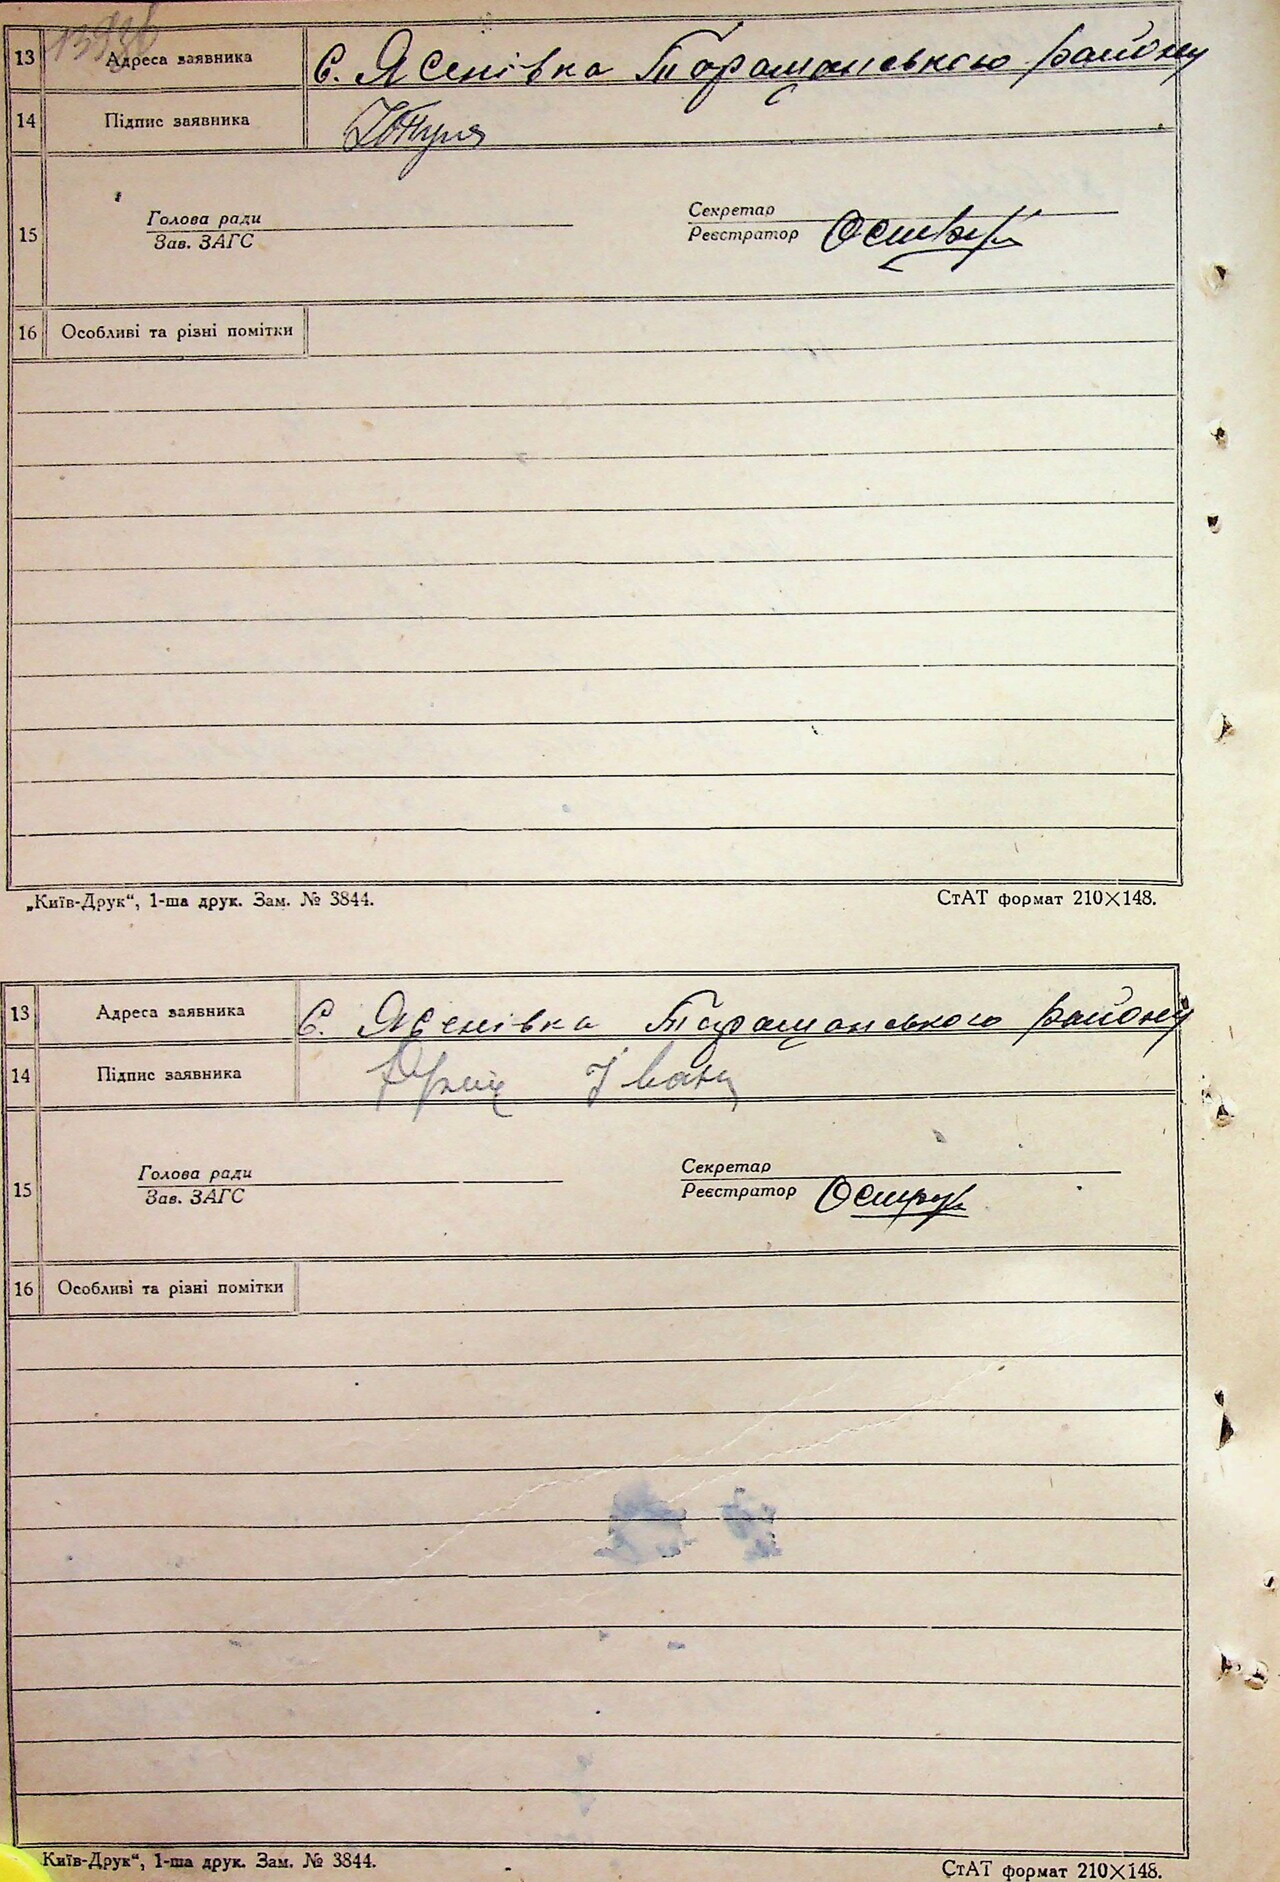 13 Адреса заявника с. Ясенівка Таращанського району
14 Підпис заявника
Голова ради Секретар
15 Зав. ЗАГС Реєстратор
16 Особливі та різні помітки
„Київ-Друк“, 1-ша друк. Зам. № 3844. СтАТ формат 210×148.
13 Адреса заявника с. Ясенівка Таращанського району
14 Підпис заявника Іван
Голова ради Секретар
15 Зав. ЗАГС Реєстратор
16 Особливі та різні помітки
Київ-Друк“, 1-ша друк. Зам. № 3844. СтАТ формат 210×148.